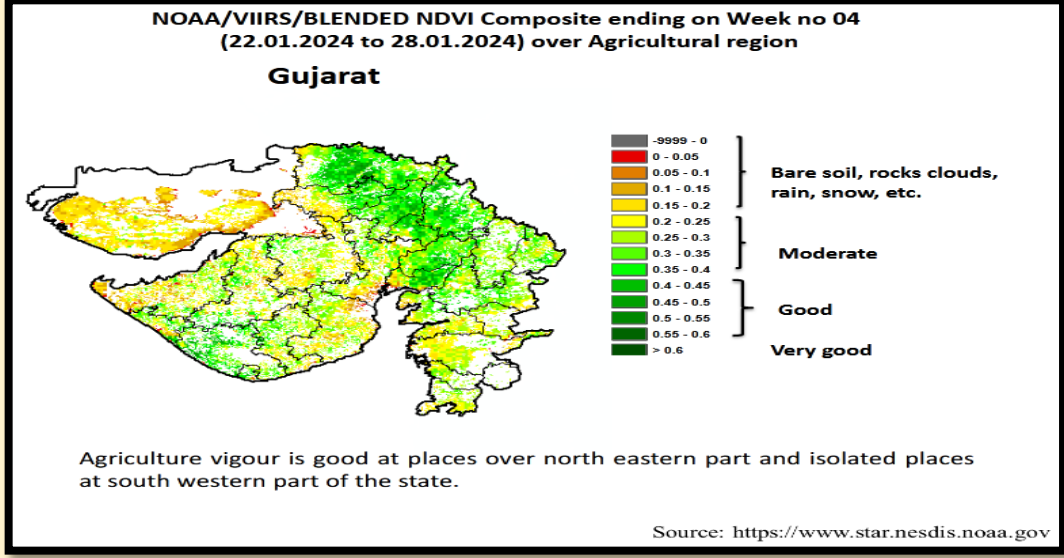 NOAA/VIIRS/BLENDED NDVI Composite ending on Week no 04
(22.01.2024 to 28.01.2024) over Agricultural region
Gujarat
-9999 - 0
0 - 0.05
0.05 - 0.1
0.1 - 0.15
0.15 - 0.2
0.2 - 0.25
0.25 - 0.3
0.3 - 0.35
0.35 - 0.4
0.4 - 0.45
0.45 - 0.5
0.5 - 0.55
0.55 - 0.6
> 0.6
Bare soil, rocks clouds,
rain, snow, etc.
Moderate
Good
Very good
Agriculture vigour is good at places over north eastern part and isolated places
at south western part of the state.
Source: https://www.star.nesdis.noaa.gov